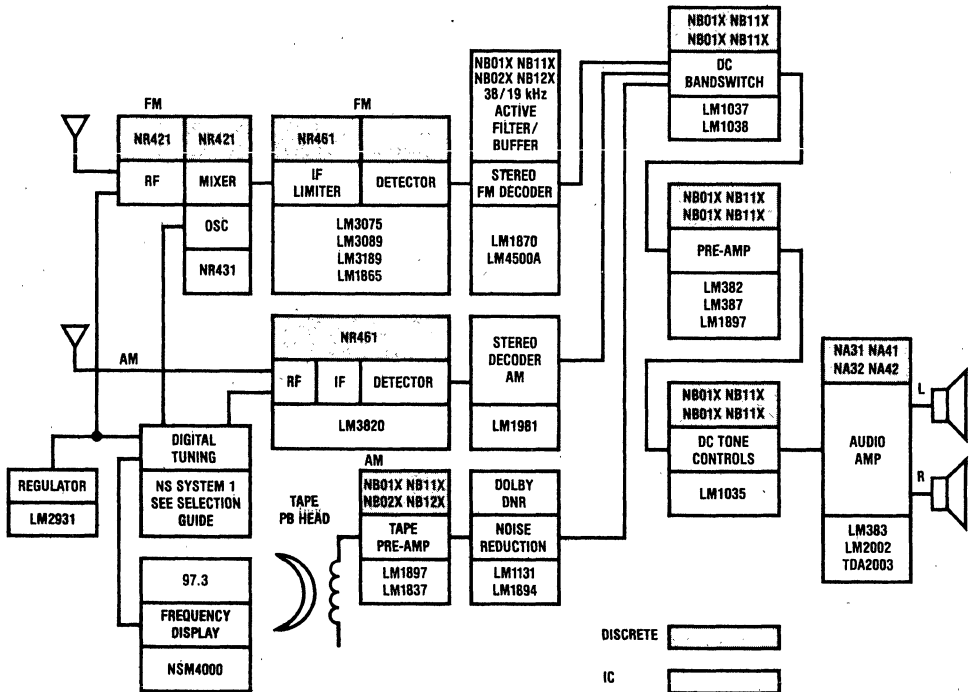 FM
NR421
NR421
RF
MIXER
OSC
NR431
FM
NR461
IF
LIMITER
DETECTOR
LM3075
LM3089
LM3189
LM1865
NB01X NB11X
NB02X NB12X
38/19 kHz
ACTIVE
FILTER/
BUFFER
STEREO
FM DECODER
LM1870
LM4500A
NB01X NB11X
NB01X NB11X
DC
BANDSWITCH
LM1037
LM1038
NB01X NB11X
NB01X NB11X
PRE-AMP
LM382
LM387
LM1897
AM
NR461
RF
IF
DETECTOR
LM3820
AM
STEREO
DECODER
AM
LM1981
NB01X NB11X
NB01X NB11X
DC TONE
CONTROLS
LM1035
NA31 NA41
NA32 NA42
AUDIO
AMP
LM383
LM2002
TDA2003
L
R
REGULATOR
LM2931
DIGITAL
TUNING
NS SYSTEM 1
SEE SELECTION
GUIDE
97.3
FREQUENCY
DISPLAY
NSM4000
TAPE
PB HEAD
NB01X NB11X
NB02X NB12X
TAPE
PRE-AMP
LM1897
LM1837
DOLBY
DNR
NOISE
REDUCTION
LM1131
LM1894
DISCRETE
IC